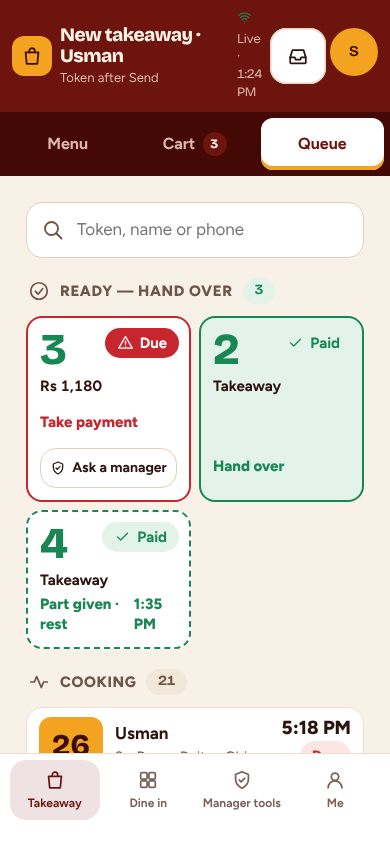 New takeaway ·
Usman
Token after Send
Live
·
1:24
PM
S
Menu
Cart 3
Queue
Token, name or phone
READY — HAND OVER 3
3
Due
Rs 1,180
Take payment
Ask a manager
2
Paid
Takeaway
Hand over
4
Paid
Takeaway
Part given · 1:35
rest PM
COOKING 21
26
Usman
5:18 PM
Takeaway
Dine in
Manager tools
Me